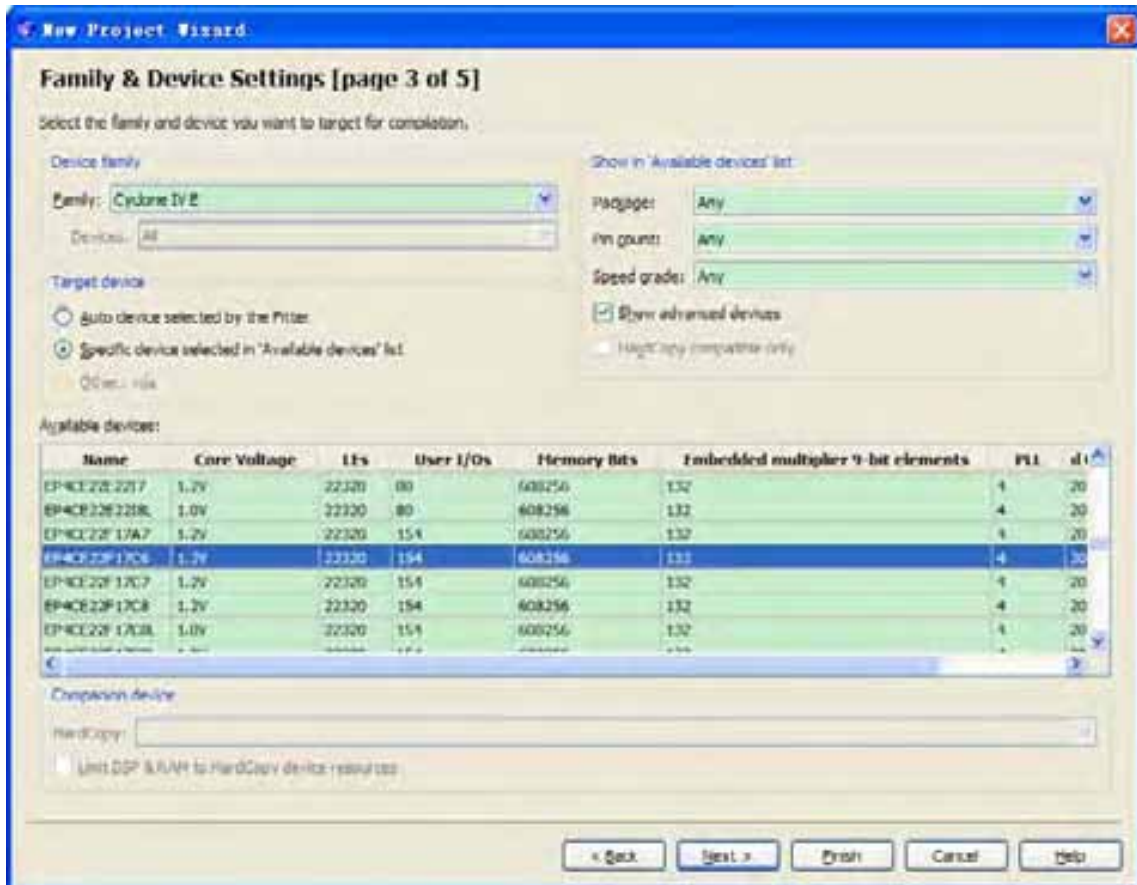 New Project Wizard
Family & Device Settings [page 3 of 5]
Select the family and device you want to target for compilation.
Device family
Family: Cyclone IV E
Devices: All
Show in 'Available devices' list
Package: Any
Pin count: Any
Speed grade: Any
Show advanced devices
HardCopy compatible only
Target device
Auto device selected by the Fitter
Specific device selected in 'Available devices' list
Other: n/a
Available devices:
Name Core Voltage LEs User I/Os Memory Bits Embedded multiplier 9-bit elements PLL
EP4CE22E22I7 1.2V 22320 80 608256 132 4 20
EP4CE22E22I8L 1.0V 22320 80 608256 132 4 20
EP4CE22F17A7 1.2V 22320 154 608256 132 4 20
EP4CE22F17C6 1.2V 22320 154 608256 132 4 20
EP4CE22F17C7 1.2V 22320 154 608256 132 4 20
EP4CE22F17C8 1.2V 22320 154 608256 132 4 20
EP4CE22F17C8L 1.0V 22320 154 608256 132 4 20
Companion device
HardCopy:
Limit DSP & RAM to HardCopy device resources
< Back
Next >
Finish
Cancel
Help